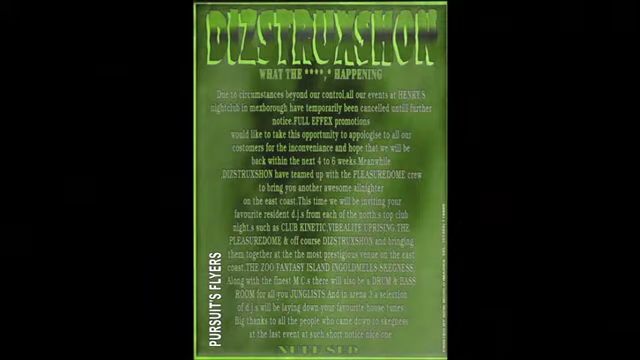 DIZSTRUXSHON
WHAT THE ****,* HAPPENING
Due to circumstances beyond our control,all our events at HENRY,S
nightclub in mexborough have temporarily been cancelled untill further
notice.FULL EFFEX promotions
would like to take this opportunity to appologise to all our
costomers for the inconveniance and hope that we will be
back within the next 4 to 6 weeks.Meanwhile
DIZSTRUXSHON have teamed up with the PLEASUREDOME crew
to bring you another awesome allnighter
on the east coast.This time we will be inviting your
favourite resident d.j.s from each of the north,s top club
night,s such as CLUB KINETIC,VIBEALITE,UPRISING,THE
PLEASUREDOME & off course DIZSTRUXSHON and bringing
them together at the the most prestigious venue on the east
coast.THE ZOO FANTASY ISLAND INGOLDMELLS SKEGNESS.
Along with the finest M.C.s there will also be a DRUM & BASS
ROOM for all you JUNGLISTS.And in arena 3 a selection
of d.j.s will be laying down your favourite house tunes
Big thanks to all the people who came down to skegness
at the last event at such short notice nice one
PURSUIT'S FLYERS